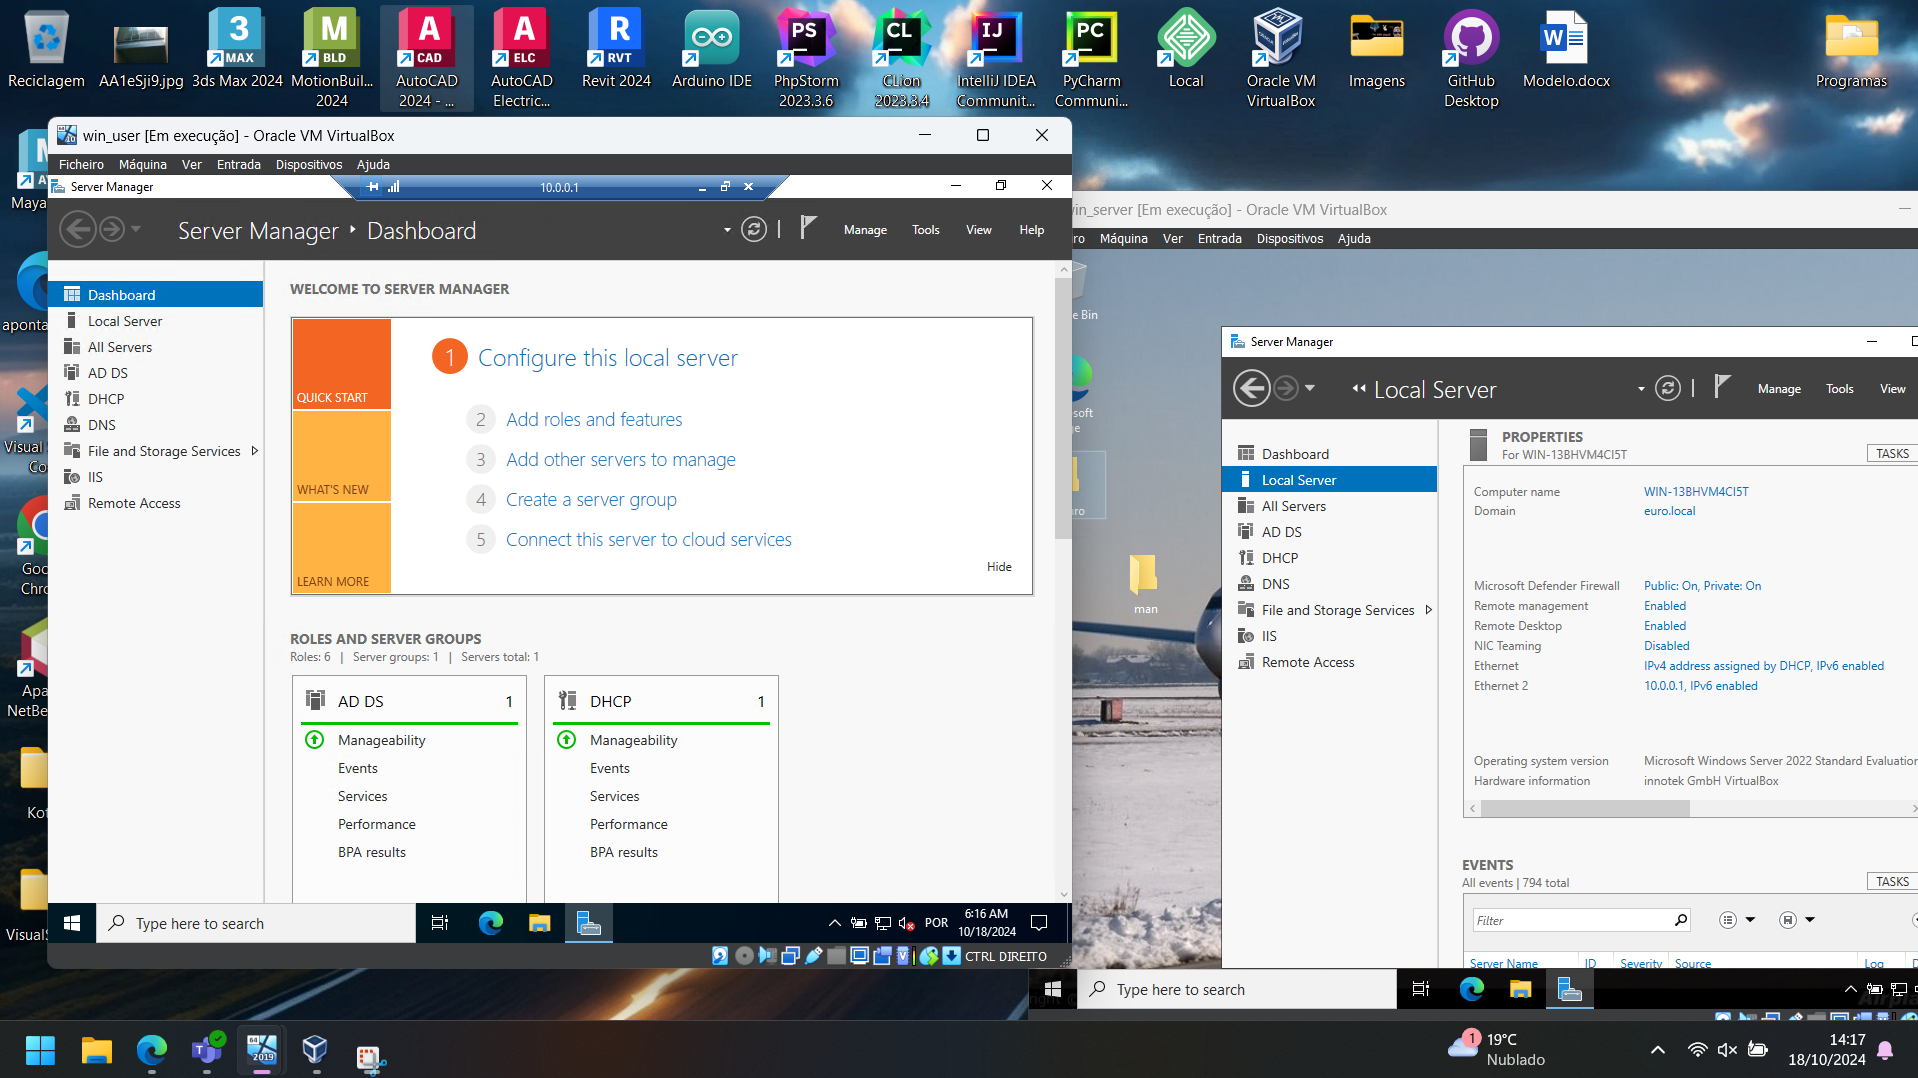 Reciclagem
AA1eSji9.jpg
3ds Max 2024
MotionBuil... 2024
AutoCAD 2024 - ...
AutoCAD Electric...
Revit 2024
Arduino IDE
PhpStorm 2023.3.6
CLion 2023.3.4
IntelliJ IDEA Communit...
PyCharm Communi...
Local
Oracle VM VirtualBox
Imagens
GitHub Desktop
Modelo.docx
Programas
Maya
aponta
Visual
Co
Goo
Chro
Apa
NetBe
Kot
VisualS
win_user [Em execução] - Oracle VM VirtualBox
Ficheiro Máquina Ver Entrada Dispositivos Ajuda
Server Manager
10.0.0.1
Server Manager Dashboard
Manage Tools View Help
Dashboard
Local Server
All Servers
AD DS
DHCP
DNS
File and Storage Services
IIS
Remote Access
WELCOME TO SERVER MANAGER
QUICK START
WHAT'S NEW
LEARN MORE
1 Configure this local server
2 Add roles and features
3 Add other servers to manage
4 Create a server group
5 Connect this server to cloud services
Hide
ROLES AND SERVER GROUPS
Roles: 6 | Server groups: 1 | Servers total: 1
AD DS 1
Manageability
Events
Services
Performance
BPA results
DHCP 1
Manageability
Events
Services
Performance
BPA results
Type here to search
POR
6:16 AM
10/18/2024
CTRL DIREITO
in_server [Em execução] - Oracle VM VirtualBox
ro Máquina Ver Entrada Dispositivos Ajuda
e Bin
soft
ge
ro
man
Server Manager
Local Server
Manage Tools View
Dashboard
Local Server
All Servers
AD DS
DHCP
DNS
File and Storage Services
IIS
Remote Access
PROPERTIES
For WIN-13BHVM4CI5T
TASKS
Computer name WIN-13BHVM4CI5T
Domain euro.local
Microsoft Defender Firewall Public: On, Private: On
Remote management Enabled
Remote Desktop Enabled
NIC Teaming Disabled
Ethernet IPv4 address assigned by DHCP, IPv6 enabled
Ethernet 2 10.0.0.1, IPv6 enabled
Operating system version Microsoft Windows Server 2022 Standard Evaluation
Hardware information innotek GmbH VirtualBox
EVENTS
All events | 794 total
TASKS
Filter
Server Name ID Severity Source Log
Type here to search
1
19°C
Nublado
14:17
18/10/2024